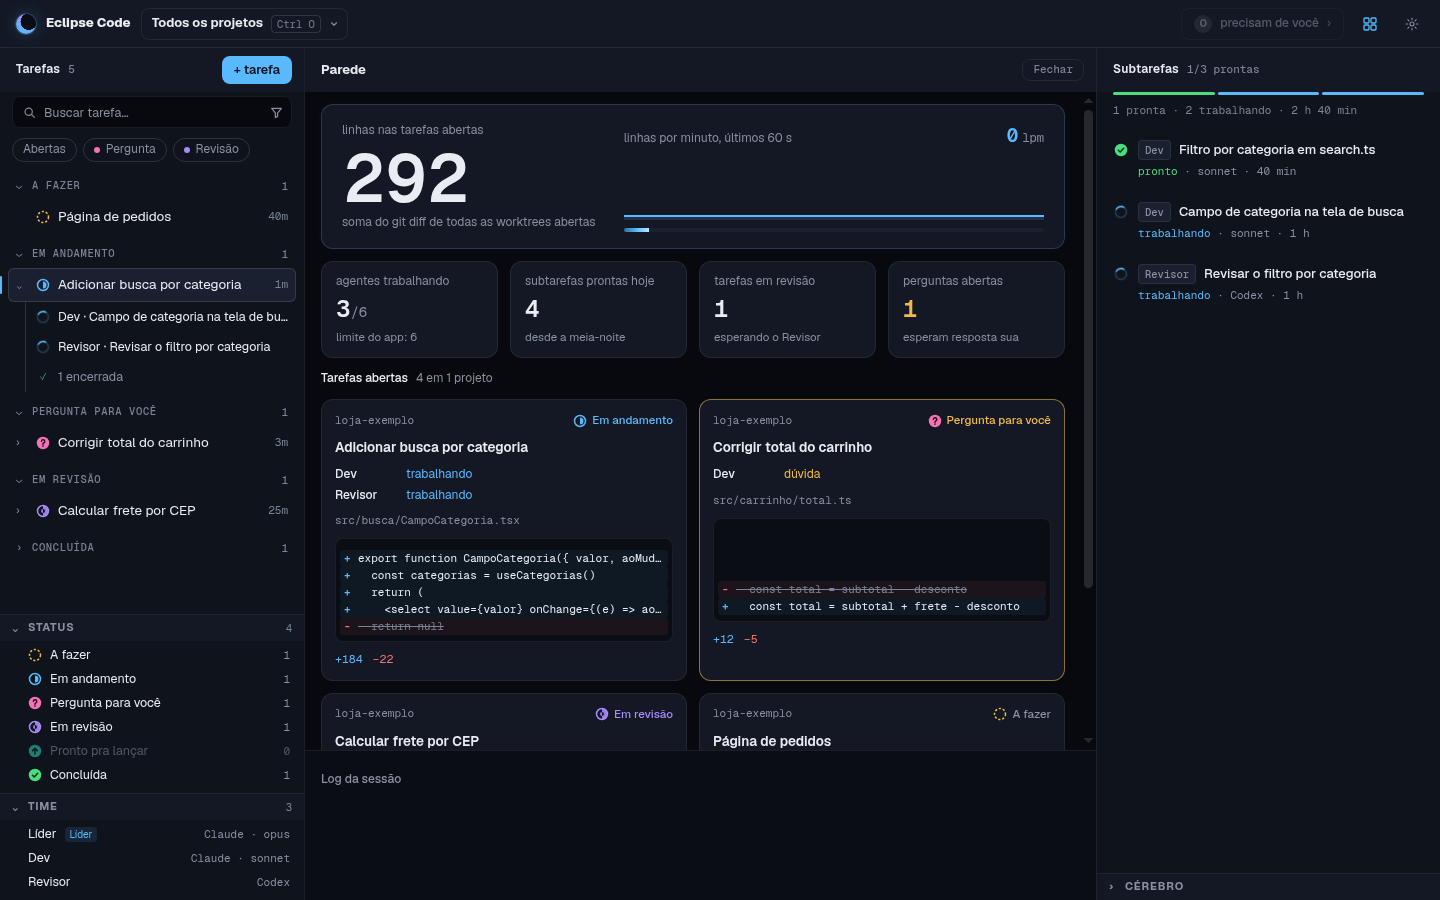 Eclipse Code
Todos os projetos Ctrl O
0 precisam de você ›
Tarefas 5
+ tarefa
Buscar tarefa…
Abertas
Pergunta
Revisão
A FAZER 1
Página de pedidos 40m
EM ANDAMENTO 1
Adicionar busca por categoria 1m
Dev · Campo de categoria na tela de bu…
Revisor · Revisar o filtro por categoria
✓ 1 encerrada
PERGUNTA PARA VOCÊ 1
› Corrigir total do carrinho 3m
EM REVISÃO 1
› Calcular frete por CEP 25m
› CONCLUÍDA 1
STATUS 4
A fazer 1
Em andamento 1
Pergunta para você 1
Em revisão 1
Pronto pra lançar 0
Concluída 1
TIME 3
Líder Líder Claude · opus
Dev Claude · sonnet
Revisor Codex
Parede
Fechar
linhas nas tarefas abertas
292
soma do git diff de todas as worktrees abertas
linhas por minuto, últimos 60 s
0 lpm
agentes trabalhando
3/6
limite do app: 6
subtarefas prontas hoje
4
desde a meia-noite
tarefas em revisão
1
esperando o Revisor
perguntas abertas
1
esperam resposta sua
Tarefas abertas 4 em 1 projeto
loja-exemplo Em andamento
Adicionar busca por categoria
Dev trabalhando
Revisor trabalhando
src/busca/CampoCategoria.tsx
+ export function CampoCategoria({ valor, aoMud…
+ const categorias = useCategorias()
+ return (
+ <select value={valor} onChange={(e) => ao…
- return null
+184 −22
loja-exemplo Pergunta para você
Corrigir total do carrinho
Dev dúvida
src/carrinho/total.ts
- const total = subtotal - desconto
+ const total = subtotal + frete - desconto
+12 −5
loja-exemplo Em revisão
Calcular frete por CEP
loja-exemplo A fazer
Página de pedidos
Log da sessão
Subtarefas 1/3 prontas
1 pronta · 2 trabalhando · 2 h 40 min
Dev Filtro por categoria em search.ts
pronto · sonnet · 40 min
Dev Campo de categoria na tela de busca
trabalhando · sonnet · 1 h
Revisor Revisar o filtro por categoria
trabalhando · Codex · 1 h
› CÉREBRO